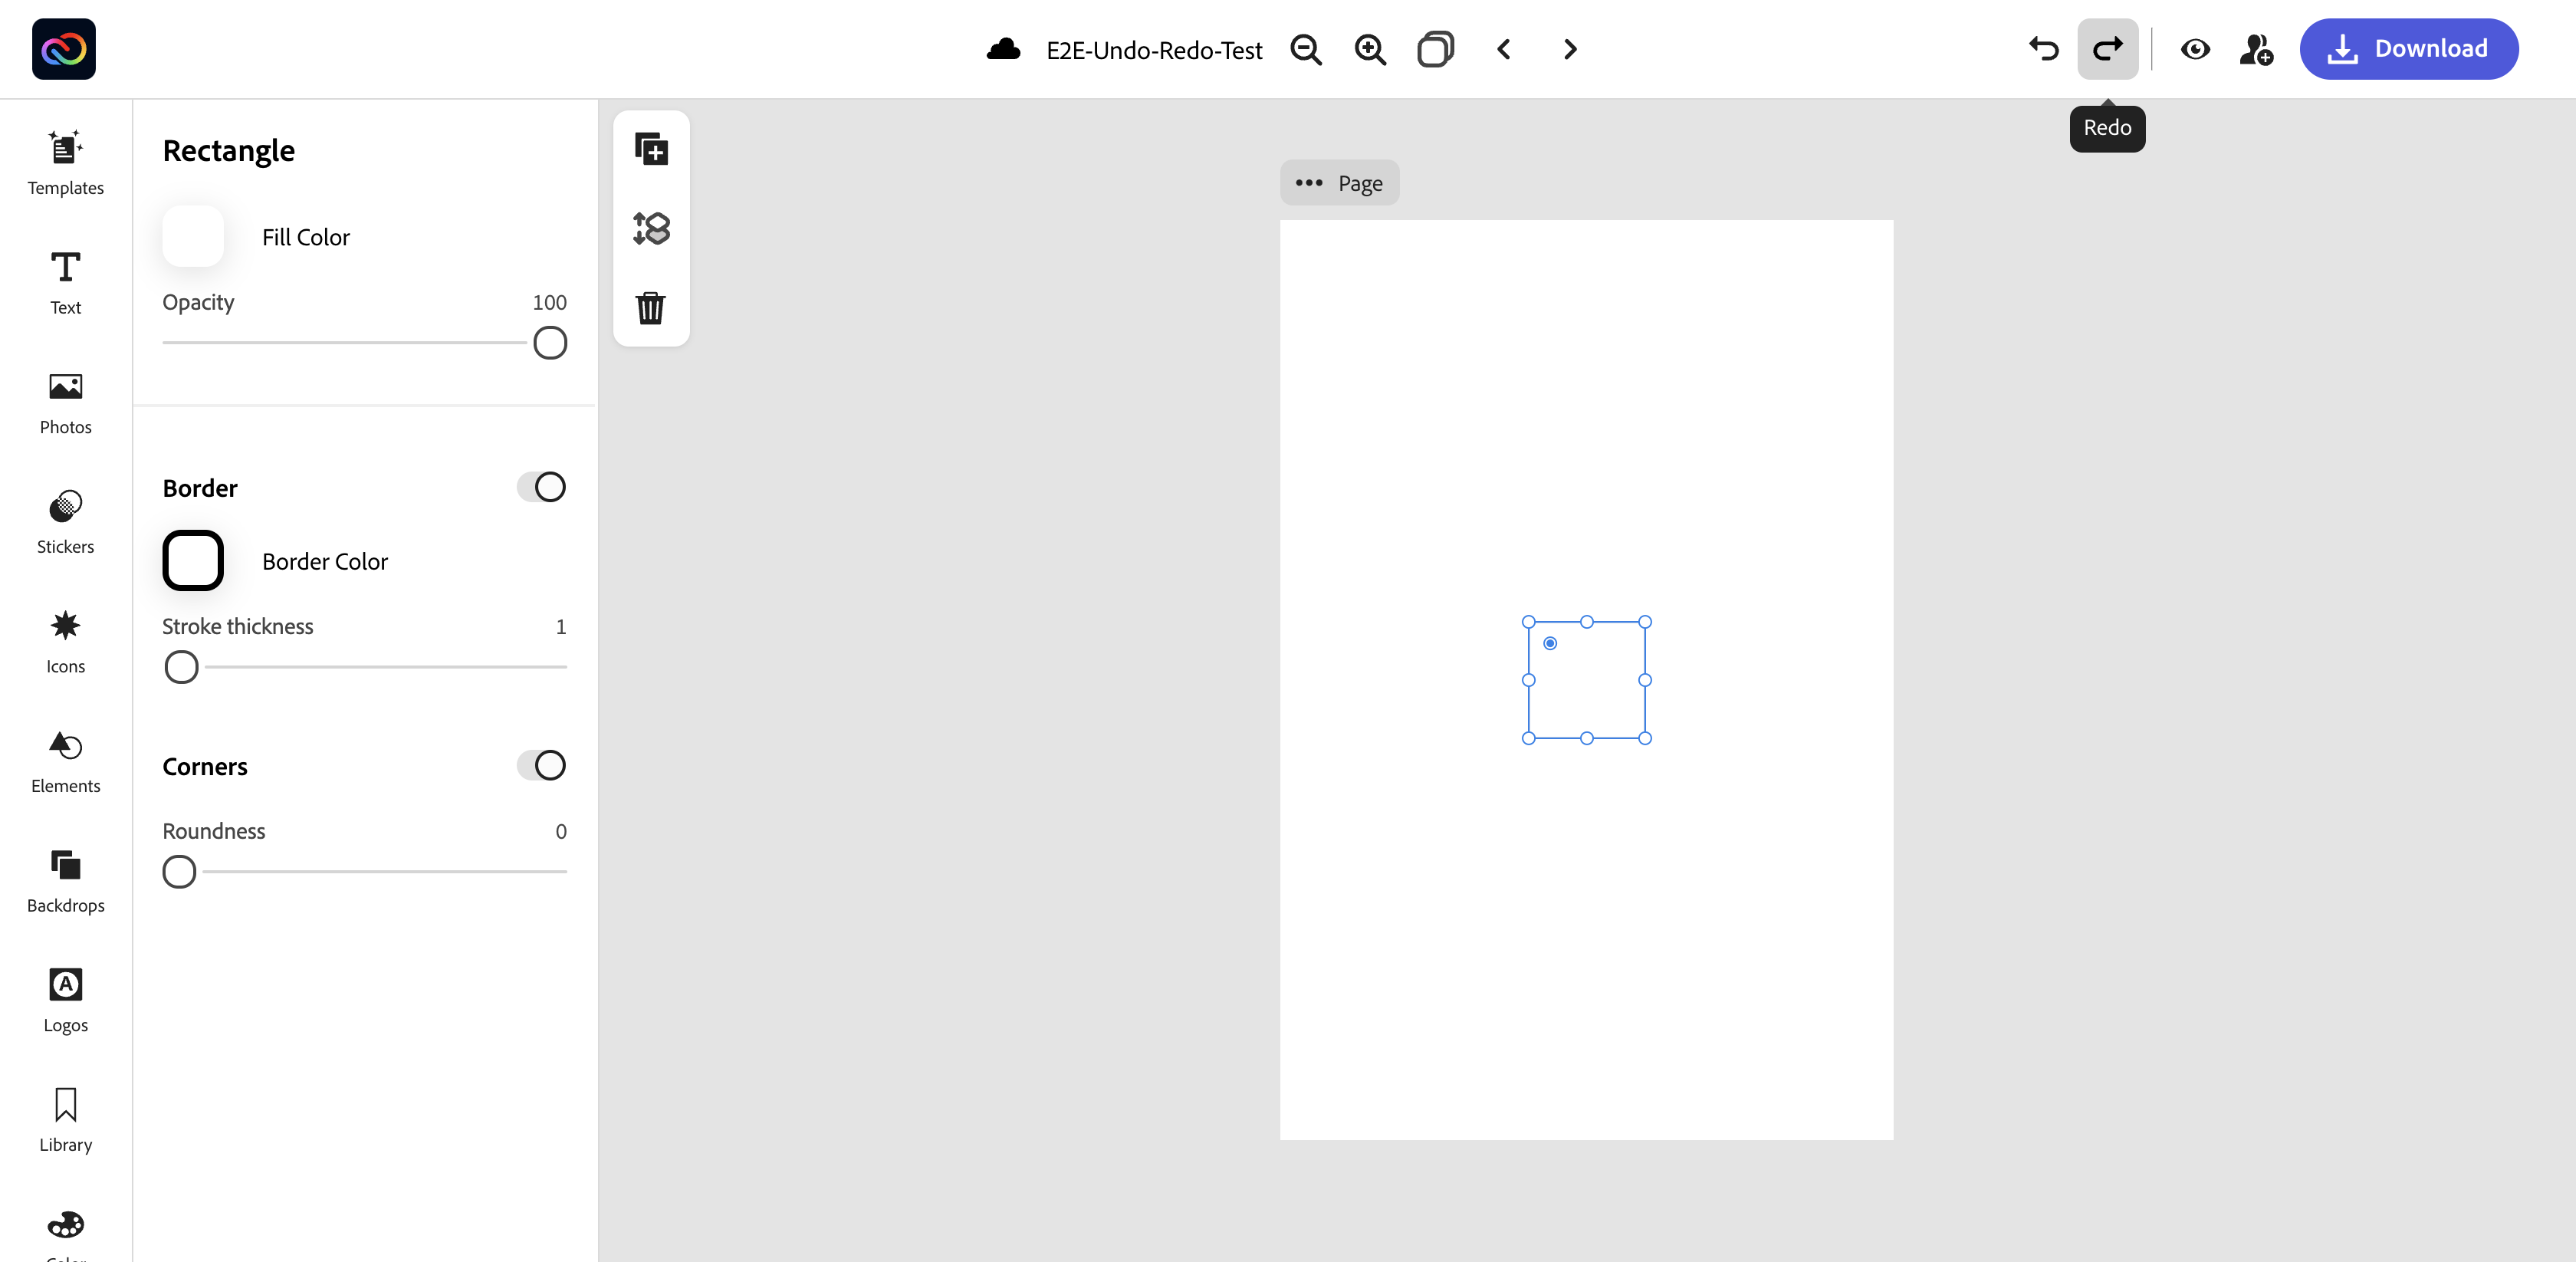 E2E-Undo-Redo-Test
Download
Redo
Templates
Text
Photos
Stickers
Icons
Elements
Backdrops
Logos
Library
Rectangle
Fill Color
Opacity 100
Border
Border Color
Stroke thickness 1
Corners
Roundness 0
Page